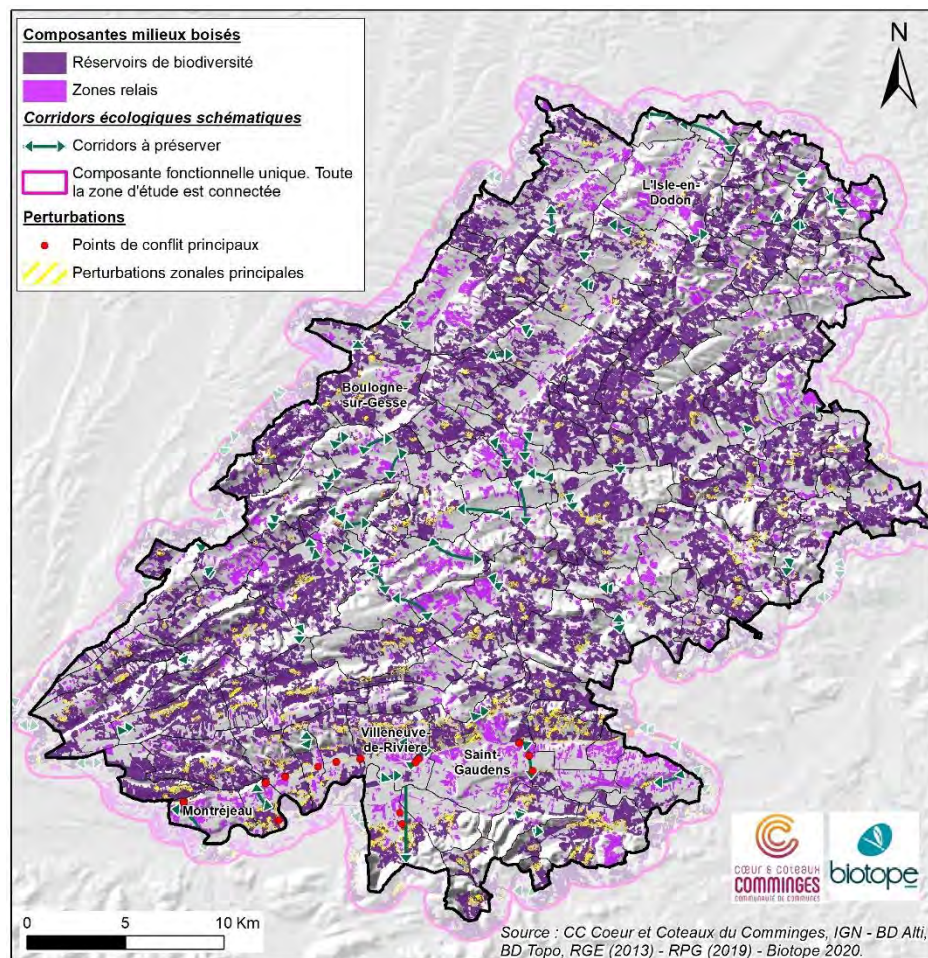 Composantes milieux boisés
Réservoirs de biodiversité
Zones relais
Corridors écologiques schématiques
Corridors à préserver
Composante fonctionnelle unique. Toute
la zone d'étude est connectée
Perturbations
Points de conflit principaux
Perturbations zonales principales
N
L'Isle-en-
Dodon
Boulogne-
sur-Gesse
Villeneuve-
de-Rivière
Saint-
Gaudens
Montréjeau
0 5 10 Km
cœur & coteaux
COMMINGES
COMMUNAUTÉ DE COMMUNES
biotope
Source : CC Coeur et Coteaux du Comminges, IGN - BD Alti,
BD Topo, RGE (2013) - RPG (2019) - Biotope 2020.